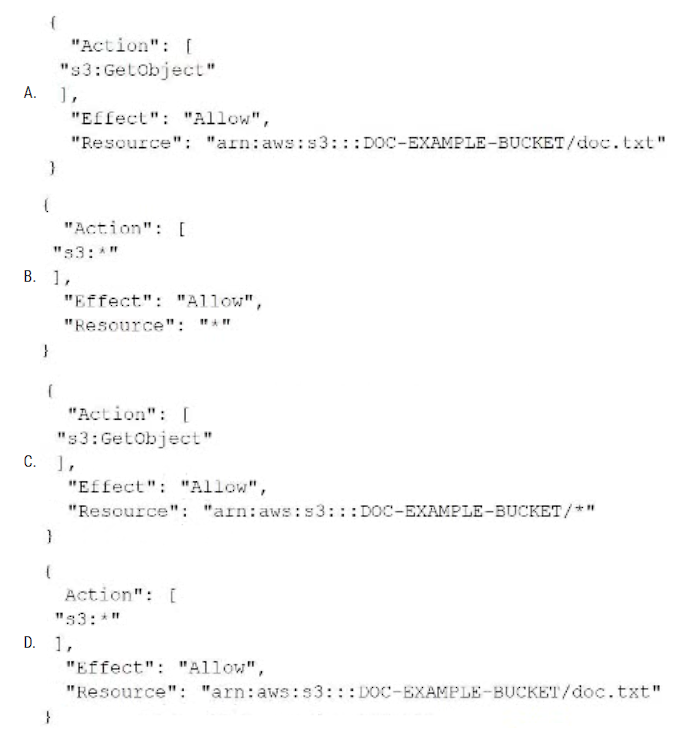 {
"Action": [
"s3:GetObject"
A. ],
"Effect": "Allow",
"Resource": "arn:aws:s3:::DOC-EXAMPLE-BUCKET/doc.txt"
}
{
"Action": [
"s3:*"
B. ],
"Effect": "Allow",
"Resource": "*"
}
{
"Action": [
"s3:GetObject"
C. ],
"Effect": "Allow",
"Resource": "arn:aws:s3:::DOC-EXAMPLE-BUCKET/*"
}
{
Action": [
"s3:*"
D. ],
"Effect": "Allow",
"Resource": "arn:aws:s3:::DOC-EXAMPLE-BUCKET/doc.txt"
}